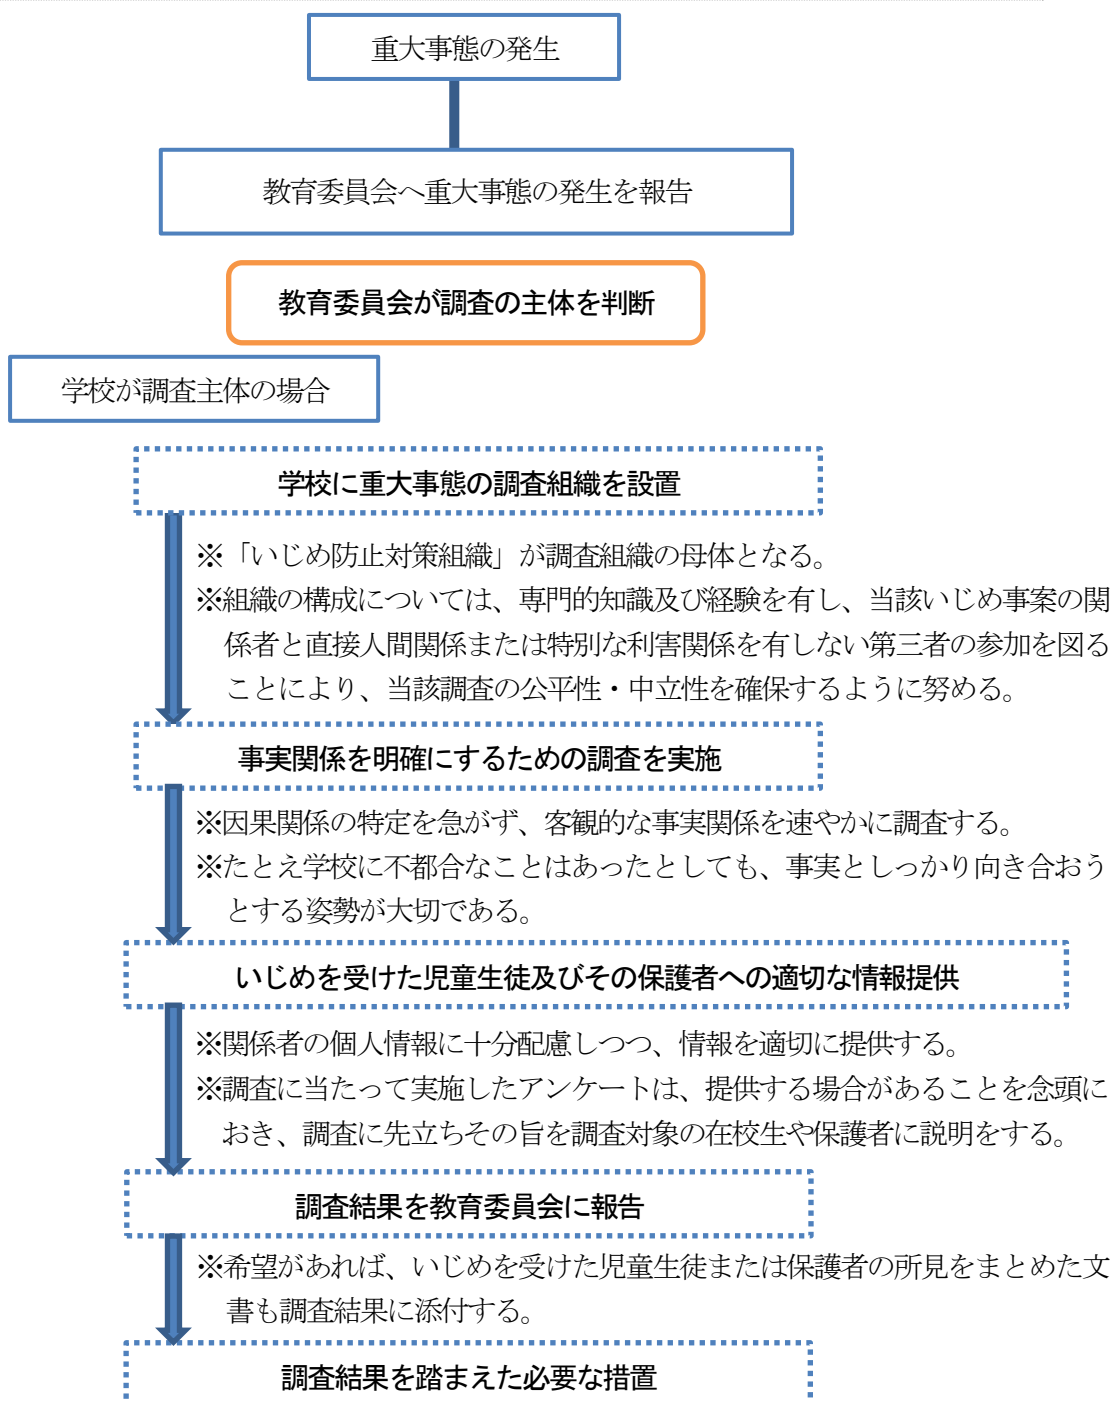 重大事態の発生
教育委員会へ重大事態の発生を報告
教育委員会が調査の主体を判断
学校が調査主体の場合
学校に重大事態の調査組織を設置
※「いじめ防止対策組織」が調査組織の母体となる。
※組織の構成については、専門的知識及び経験を有し、当該いじめ事案の関
係者と直接人間関係または特別な利害関係を有しない第三者の参加を図る
ことにより、当該調査の公平性・中立性を確保するように努める。
事実関係を明確にするための調査を実施
※因果関係の特定を急がず、客観的な事実関係を速やかに調査する。
※たとえ学校に不都合なことはあったとしても、事実としっかり向き合おう
とする姿勢が大切である。
いじめを受けた児童生徒及びその保護者への適切な情報提供
※関係者の個人情報に十分配慮しつつ、情報を適切に提供する。
※調査に当たって実施したアンケートは、提供する場合があることを念頭に
おき、調査に先立ちその旨を調査対象の在校生や保護者に説明をする。
調査結果を教育委員会に報告
※希望があれば、いじめを受けた児童生徒または保護者の所見をまとめた文
書も調査結果に添付する。
調査結果を踏まえた必要な措置